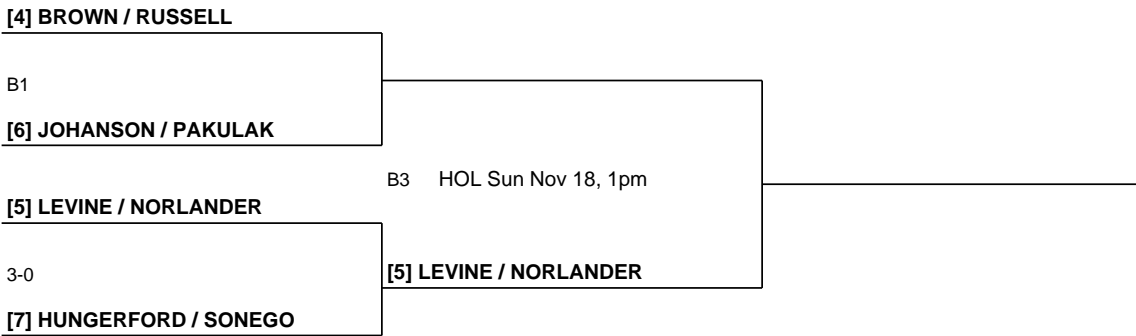 [4] BROWN / RUSSELL
B1
[6] JOHANSON / PAKULAK
B3 HOL Sun Nov 18, 1pm
[5] LEVINE / NORLANDER
3-0
[5] LEVINE / NORLANDER
[7] HUNGERFORD / SONEGO